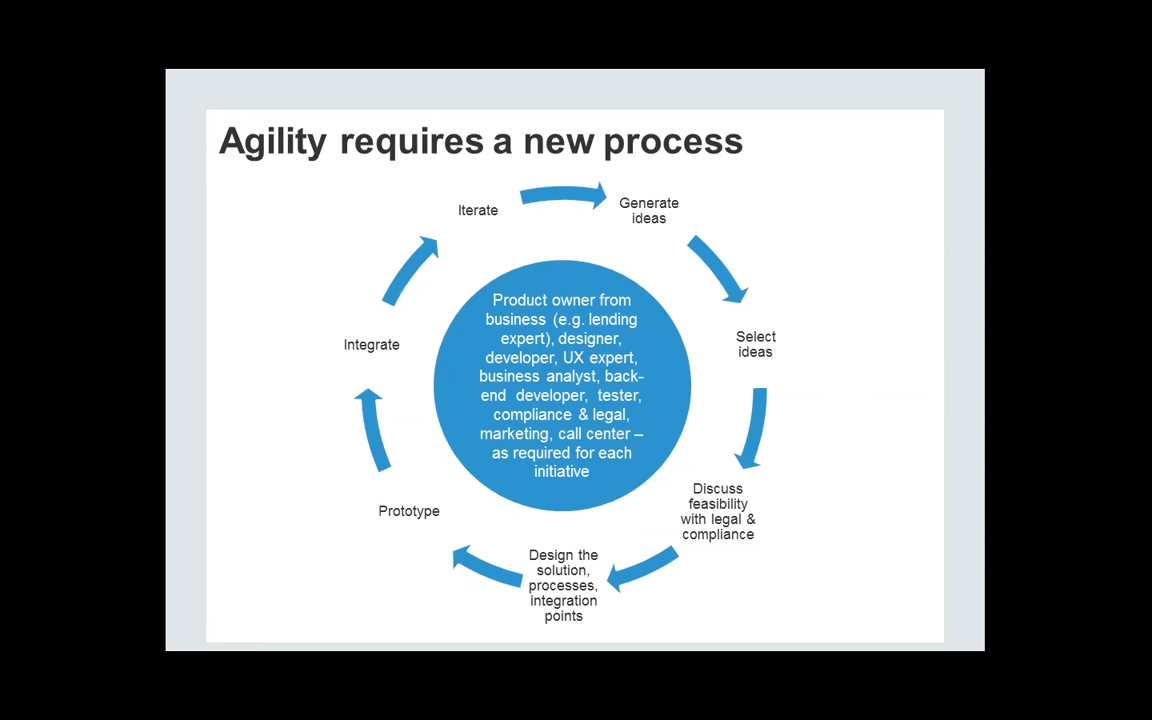 Agility requires a new process
Iterate
Generate
ideas
Select
ideas
Discuss
feasibility
with legal &
compliance
Design the
solution,
processes,
integration
points
Prototype
Integrate
Product owner from
business (e.g. lending
expert), designer,
developer, UX expert,
business analyst, back-
end developer, tester,
compliance & legal,
marketing, call center –
as required for each
initiative